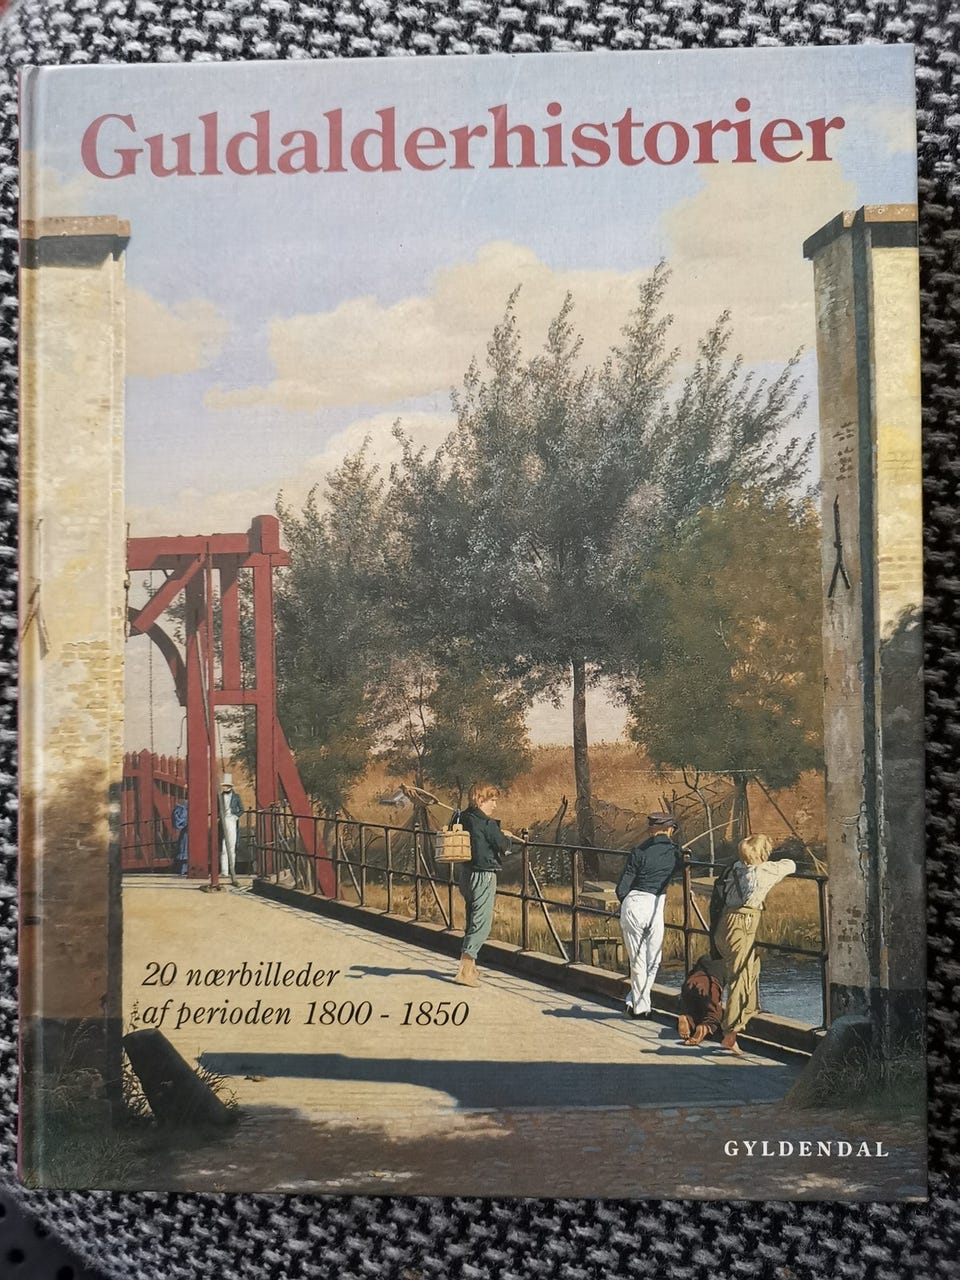 Guldalderhistorier
20 nærbilleder
af perioden 1800 - 1850
GYLDENDAL